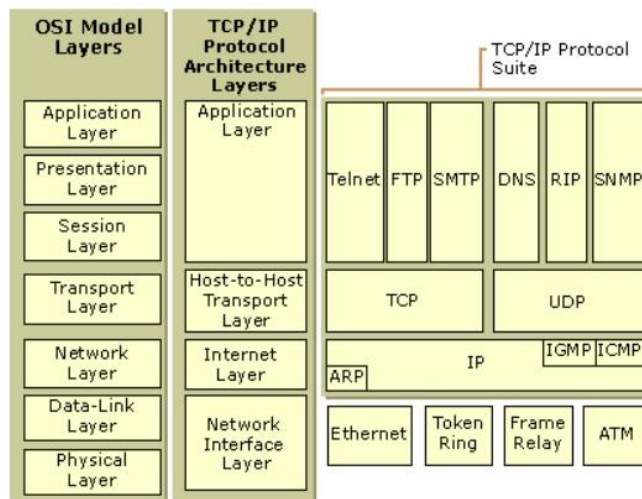 OSI Model
Layers
Application
Layer
Presentation
Layer
Session
Layer
Transport
Layer
Network
Layer
Data-Link
Layer
Physical
Layer
TCP/IP
Protocol
Architecture
Layers
Application
Layer
Host-to-Host
Transport
Layer
Internet
Layer
Network
Interface
Layer
TCP/IP Protocol
Suite
Telnet FTP SMTP DNS RIP SNMP
TCP UDP
ARP IP IGMP ICMP
Ethernet
Token
Ring
Frame
Relay
ATM